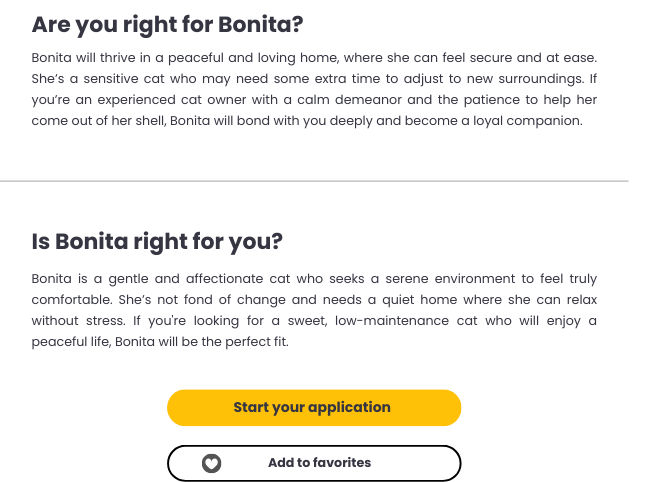 Are you right for Bonita?
Bonita will thrive in a peaceful and loving home, where she can feel secure and at ease.
She’s a sensitive cat who may need some extra time to adjust to new surroundings. If
you’re an experienced cat owner with a calm demeanor and the patience to help her
come out of her shell, Bonita will bond with you deeply and become a loyal companion.
Is Bonita right for you?
Bonita is a gentle and affectionate cat who seeks a serene environment to feel truly
comfortable. She’s not fond of change and needs a quiet home where she can relax
without stress. If you're looking for a sweet, low-maintenance cat who will enjoy a
peaceful life, Bonita will be the perfect fit.
Start your application
Add to favorites